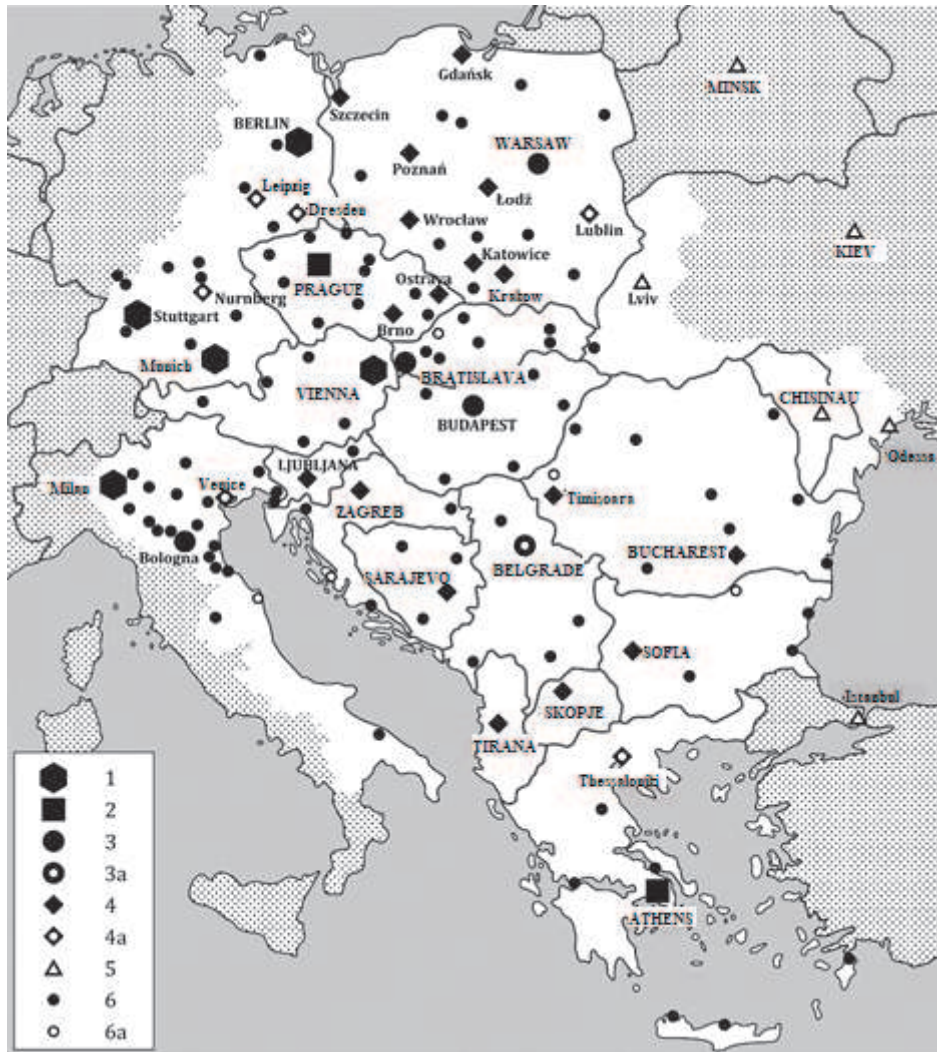 Gdańsk
MINSK
Szczecin
BERLIN
WARSAW
Poznań
Leipzig
Łodź
Dresden
Wrocław
Lublin
KIEV
Katowice
PRAGUE
Ostrava
Nurnberg
Krakow
Lviv
Stuttgart
Brno
Munich
BRATISLAVA
VIENNA
CHISINAU
BUDAPEST
Odessa
LJUBLJANA
Milan
Venice
Timisoara
ZAGREB
Bologna
BUCHAREST
SARAJEVO
BELGRADE
SOFIA
Istanbul
SKOPJE
TIRANA
Thessaloniki
ATHENS
1
2
3
3a
4
4a
5
6
6a